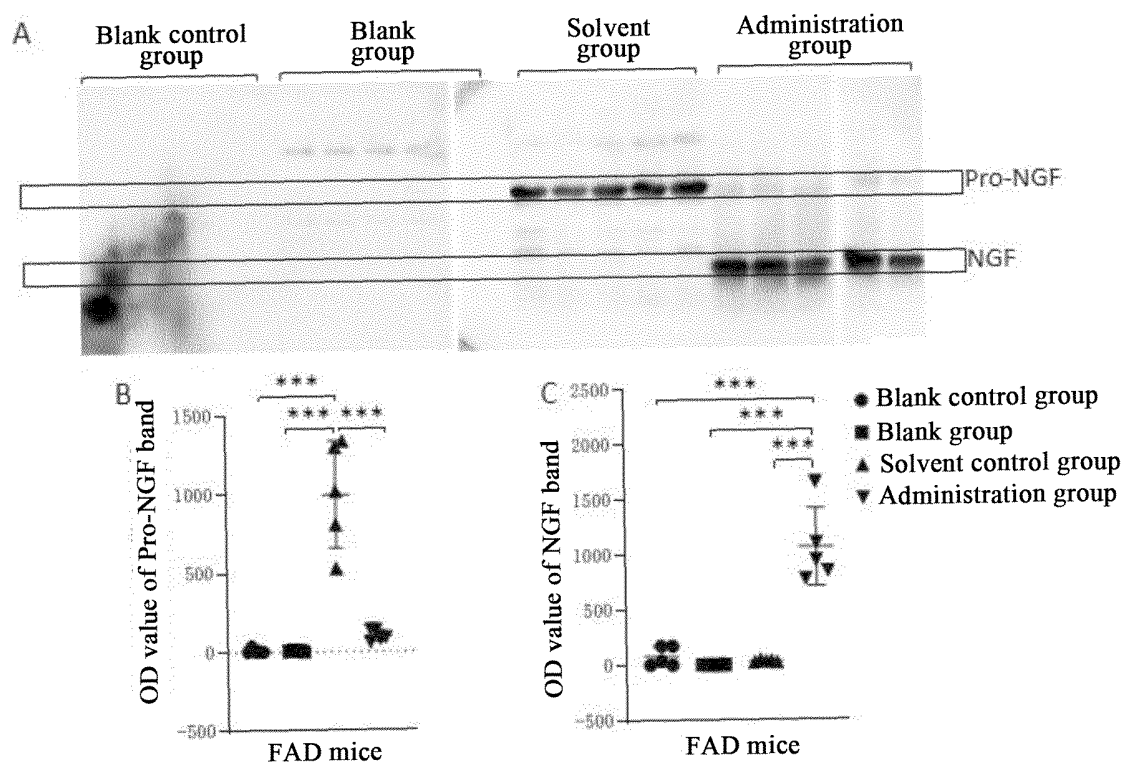 A
Blank control
group
Blank
group
Solvent
group
Administration
group
Pro-NGF
NGF
B
***
*** ***
1500
1000
500
0
-500
OD value of Pro-NGF band
FAD mice
C
***
***
***
2500
2000
1500
1000
500
0
-500
OD value of NGF band
FAD mice
Blank control group
Blank group
Solvent control group
Administration group